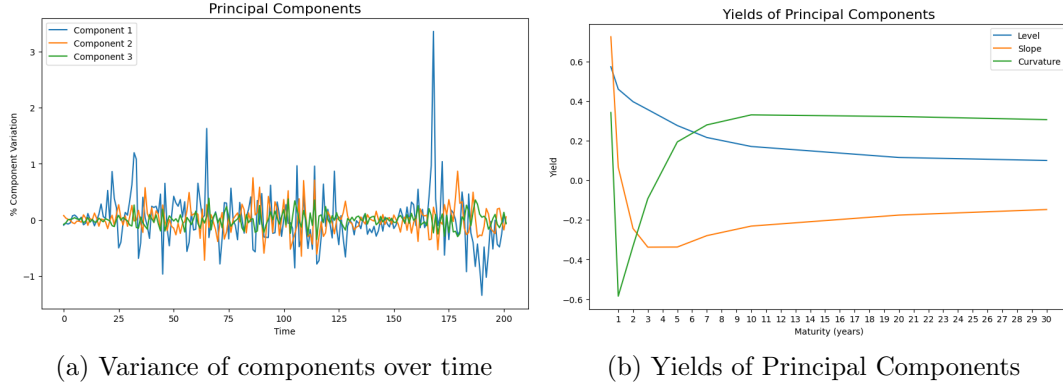 Principal Components
Component 1
Component 2
Component 3
% Component Variation
3
2
1
0
−1
0 25 50 75 100 125 150 175 200
Time
(a) Variance of components over time
Yields of Principal Components
Level
Slope
Curvature
Yield
0.6
0.4
0.2
0.0
−0.2
−0.4
−0.6
1 2 3 4 5 6 7 8 9 10 11 12 13 14 15 16 17 18 19 20 21 22 23 24 25 26 27 28 29 30
Maturity (years)
(b) Yields of Principal Components